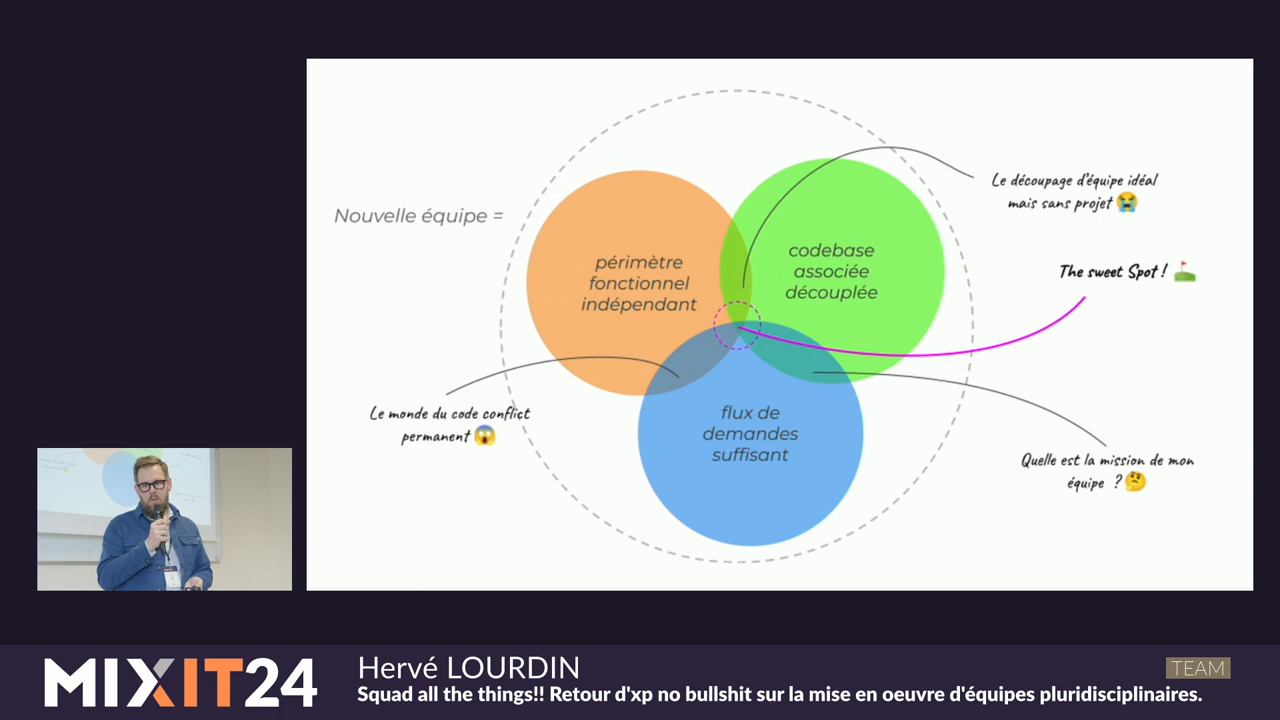 Nouvelle équipe =
périmètre
fonctionnel
indépendant
codebase
associée
découplée
flux de
demandes
suffisant
Le découpage d'équipe idéal
mais sans projet 😭
The sweet Spot ! ⛳
Le monde du code conflict
permanent 😱
Quelle est la mission de mon
équipe ? 🤔
MIXIT24
Hervé LOURDIN
TEAM
Squad all the things!! Retour d'xp no bullshit sur la mise en oeuvre d'équipes pluridisciplinaires.